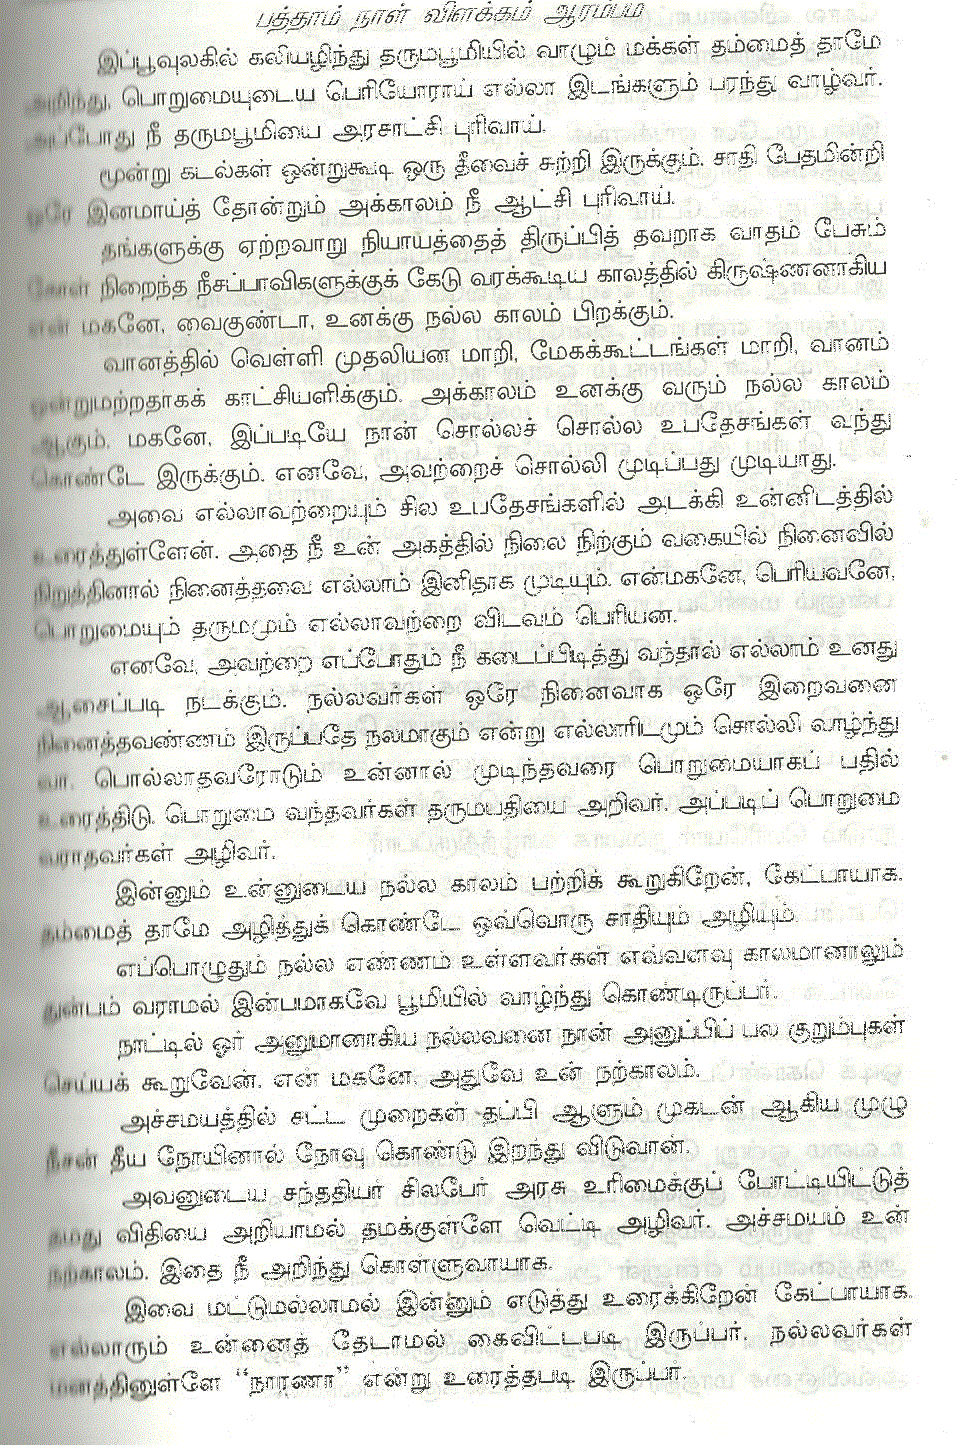 பத்தாம் நாள் விளக்கம் ஆரம்பம்
இப்பூவுலகில் கலியழிந்து தருமபூமியில் வாழும் மக்கள் தம்மைத் தாமே
அறிந்து, பொறுமையுடைய பெரியோராய் எல்லா இடங்களும் பரந்து வாழ்வர்.
அப்போது நீ தருமபூமியை அரசாட்சி புரிவாய்.
மூன்று கடல்கள் ஒன்றுகூடி ஒரு தீவைச் சுற்றி இருக்கும். சாதி பேதமின்றி
ஒரே இனமாய்த் தோன்றும் அக்காலம் நீ ஆட்சி புரிவாய்.
தங்களுக்கு ஏற்றவாறு நியாயத்தைத் திருப்பித் தவறாக வாதம் பேசும்
கோள் நிறைந்த நீசப்பாவிகளுக்குக் கேடு வரக்கூடிய காலத்தில் கிருஷ்ணனாகிய
என் மகனே, வைகுண்டா, உனக்கு நல்ல காலம் பிறக்கும்.
வானத்தில் வெள்ளி முதலியன மாறி, மேகக்கூட்டங்கள் மாறி, வானம்
ஒன்றுமற்றதாகக் காட்சியளிக்கும். அக்காலம் உனக்கு வரும் நல்ல காலம்
ஆகும். மகனே, இப்படியே நான் சொல்லச் சொல்ல உபதேசங்கள் வந்து
கொண்டே இருக்கும். எனவே, அவற்றைச் சொல்லி முடிப்பது முடியாது.
அவை எல்லாவற்றையும் சில உபதேசங்களில் அடக்கி உன்னிடத்தில்
உரைத்துள்ளேன். அதை நீ உன் அகத்தில் நிலை நிற்கும் வகையில் நினைவில்
நிறுத்தினால் நினைத்தவை எல்லாம் இனிதாக முடியும். என்மகனே, பெரியவனே,
பொறுமையும் தருமமும் எல்லாவற்றை விடவும் பெரியன.
எனவே, அவற்றை எப்போதும் நீ கடைப்பிடித்து வந்தால் எல்லாம் உனது
ஆசைப்படி நடக்கும். நல்லவர்கள் ஒரே நினைவாக ஒரே இறைவனை
நினைத்தவண்ணம் இருப்பதே நலமாகும் என்று எல்லாரிடமும் சொல்லி வாழ்ந்து
வா. பொல்லாதவரோடும் உன்னால் முடிந்தவரை பொறுமையாகப் பதில்
உரைத்திடு. பொறுமை வந்தவர்கள் தருமபதியை அறிவர். அப்படிப் பொறுமை
வராதவர்கள் அழிவர்.
இன்னும் உன்னுடைய நல்ல காலம் பற்றிக் கூறுகிறேன், கேட்பாயாக.
தம்மைத் தாமே அழித்துக் கொண்டே ஒவ்வொரு சாதியும் அழியும்.
எப்பொழுதும் நல்ல எண்ணம் உள்ளவர்கள் எவ்வளவு காலமானாலும்
துன்பம் வராமல் இன்பமாகவே பூமியில் வாழ்ந்து கொண்டிருப்பர்.
நாட்டில் ஓர் அனுமானாகிய நல்லவனை நான் அனுப்பிப் பல குறும்புகள்
செய்யக் கூறுவேன். என் மகனே, அதுவே உன் நற்காலம்.
அச்சமயத்தில் சட்ட முறைகள் தப்பி ஆளும் முகடன் ஆகிய முழு
நீசன் தீய நோயினால் நோவு கொண்டு இறந்து விடுவான்.
அவனுடைய சந்ததியர் சிலபேர் அரசு உரிமைக்குப் போட்டியிட்டுத்
தமது விதியை அறியாமல் தமக்குள்ளே வெட்டி அழிவர். அச்சமயம் உன்
நற்காலம். இதை நீ அறிந்து கொள்ளுவாயாக.
இவை மட்டுமல்லாமல் இன்னும் எடுத்து உரைக்கிறேன் கேட்பாயாக.
எல்லாரும் உன்னைத் தேடாமல் கைவிட்டபடி இருப்பர். நல்லவர்கள்
மனத்தினுள்ளே "நாரணா" என்று உரைத்தபடி இருப்பர்.